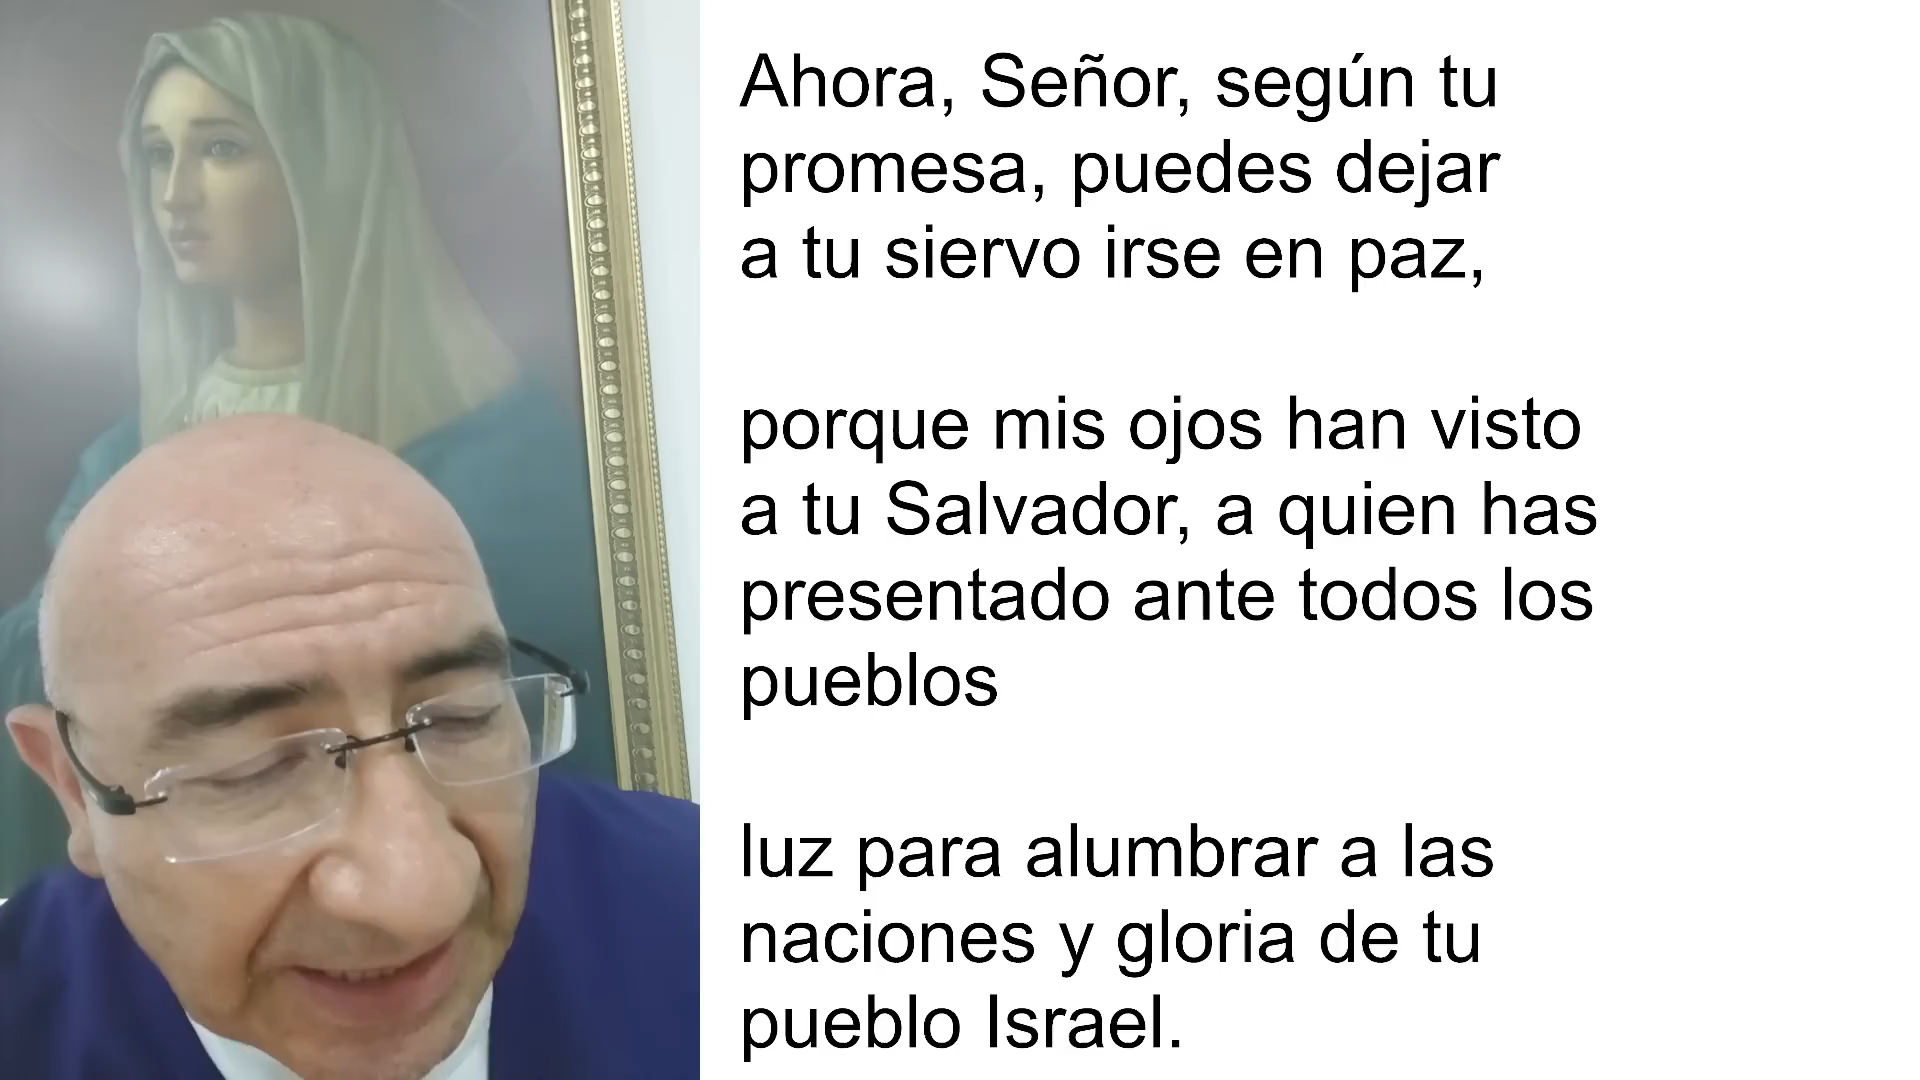 Ahora, Señor, según tu
promesa, puedes dejar
a tu siervo irse en paz,
porque mis ojos han visto
a tu Salvador, a quien has
presentado ante todos los
pueblos
luz para alumbrar a las
naciones y gloria de tu
pueblo Israel.